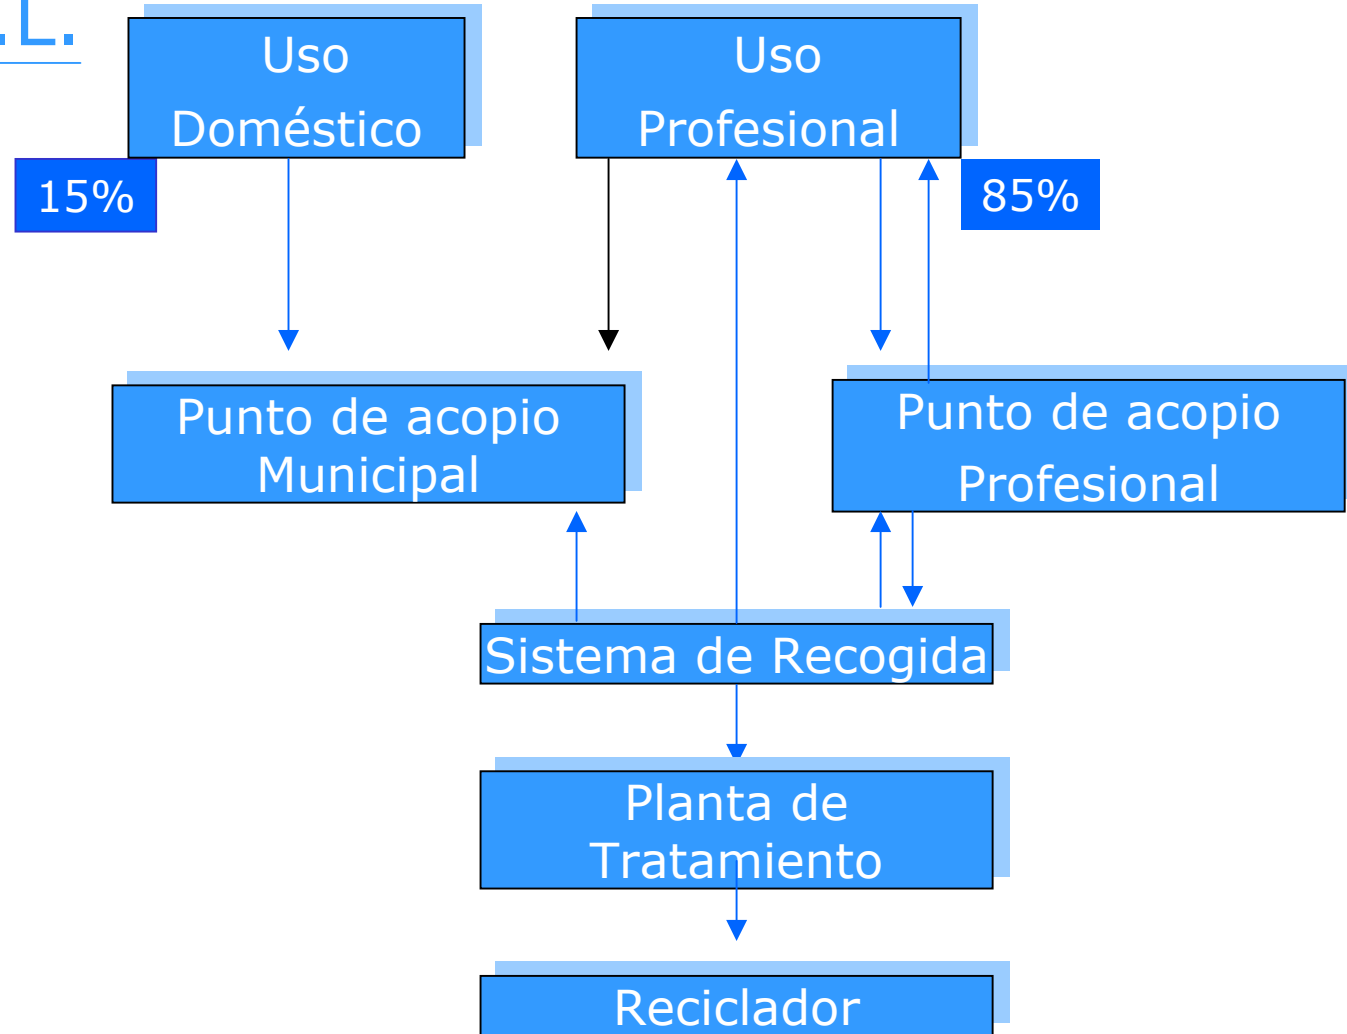 .L.
Uso
Doméstico
Uso
Profesional
15%
85%
Punto de acopio
Municipal
Punto de acopio
Profesional
Sistema de Recogida
Planta de
Tratamiento
Reciclador